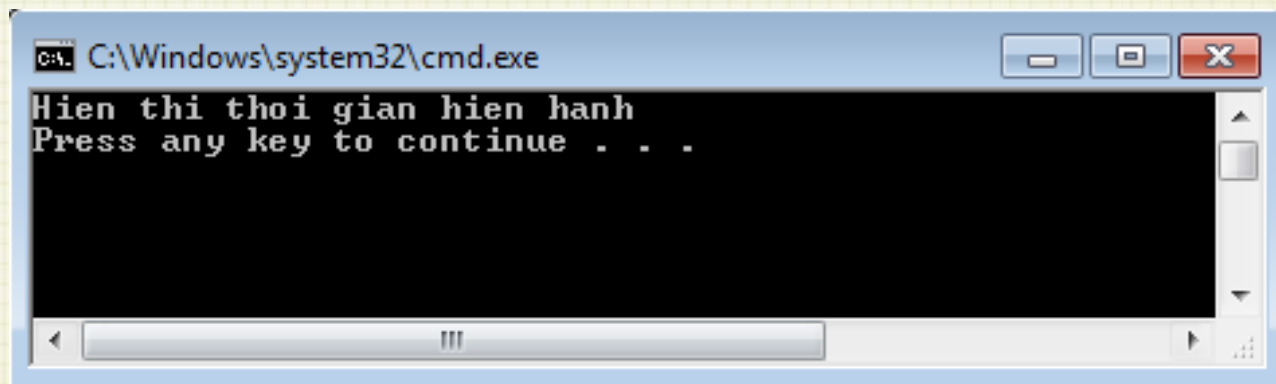 C:\Windows\system32\cmd.exe
Hien thi thoi gian hien hanh
Press any key to continue . . .